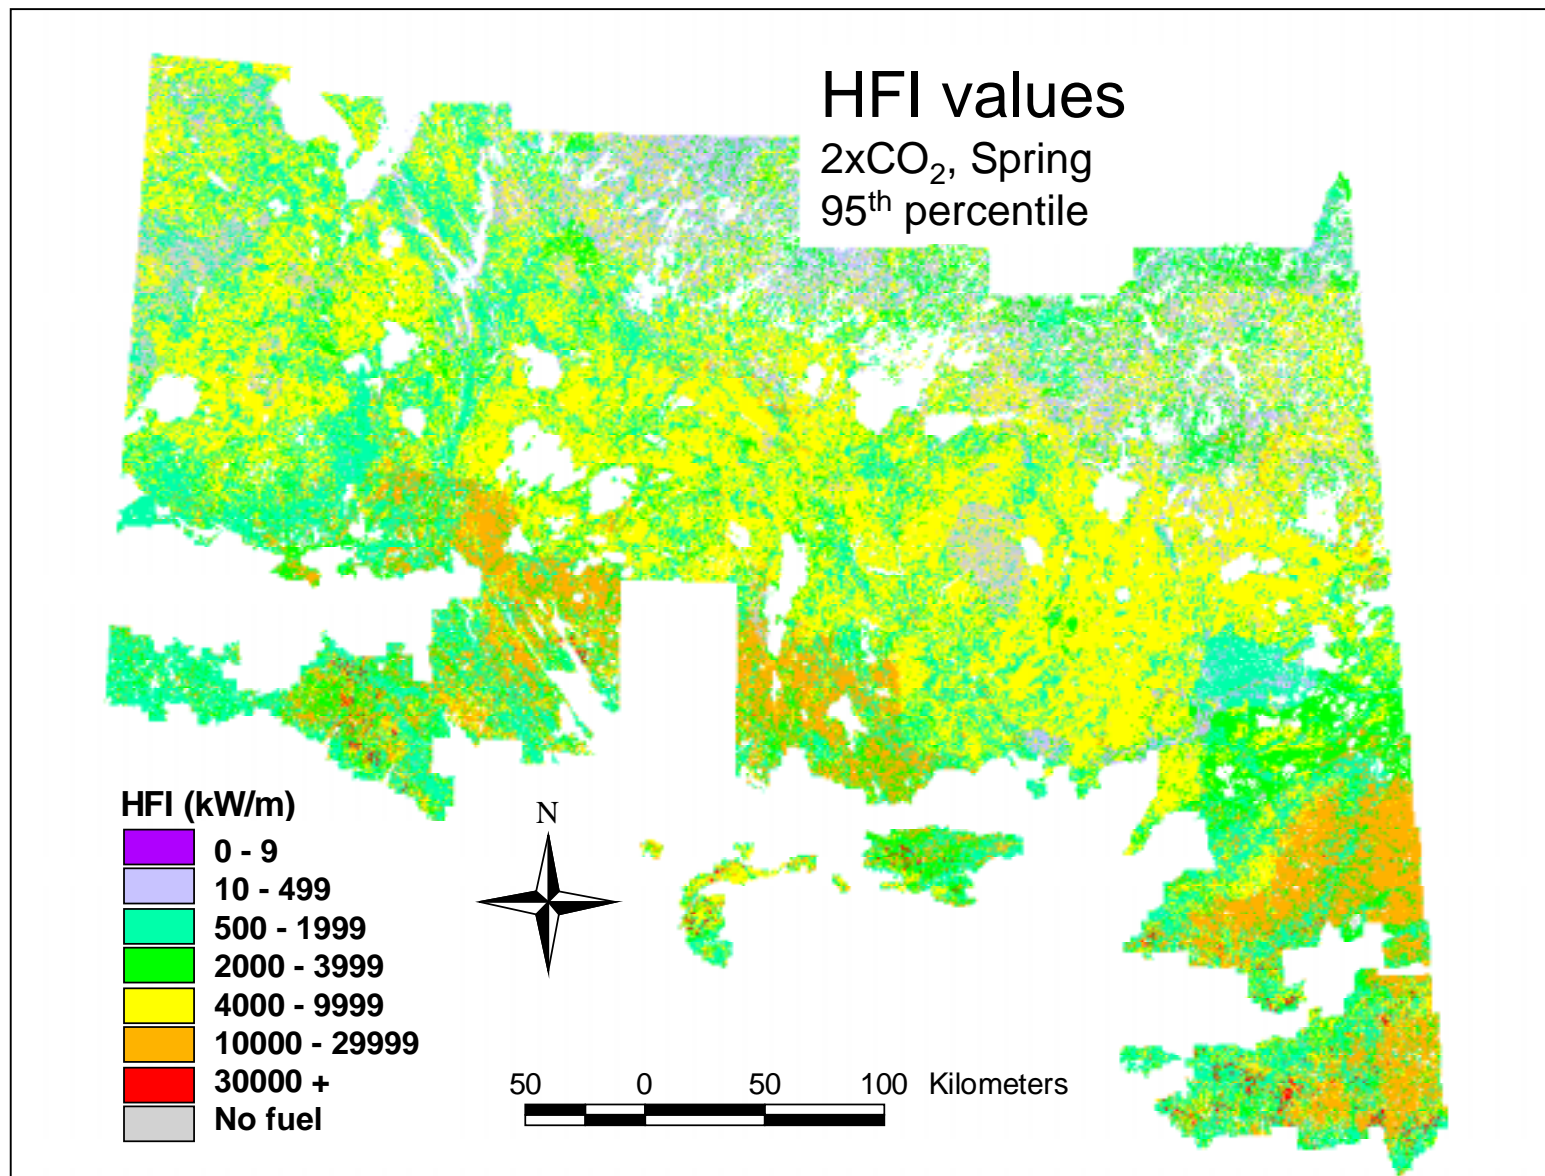 HFI values
2xCO₂, Spring
95ᵗʰ percentile
HFI (kW/m)
0 - 9
10 - 499
500 - 1999
2000 - 3999
4000 - 9999
10000 - 29999
30000 +
No fuel
N
50 0 50 100 Kilometers